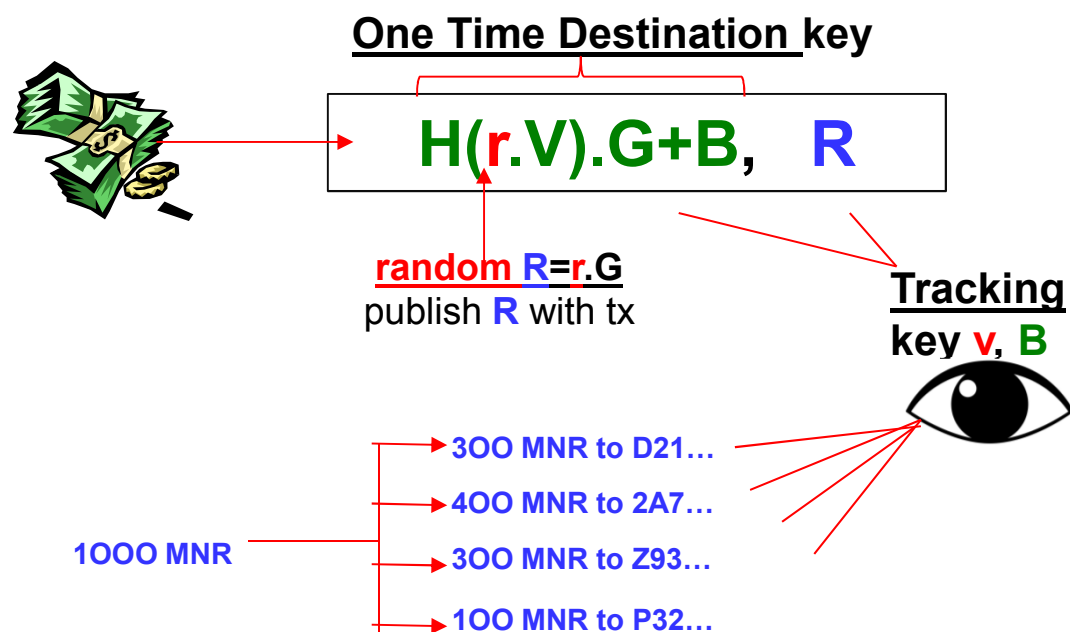 One Time Destination key
H(r.V).G+B, R
random R=r.G
publish R with tx
Tracking
key v, B
3OO MNR to D21...
4OO MNR to 2A7...
1OOO MNR
3OO MNR to Z93...
1OO MNR to P32...